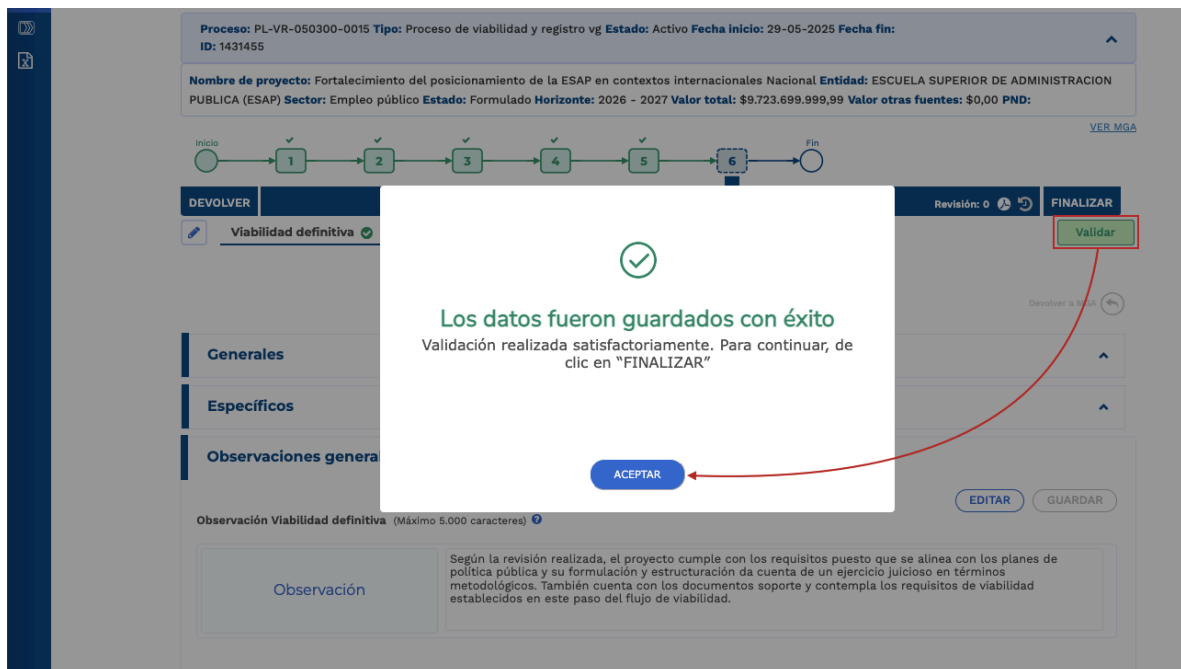 Proceso: PL-VR-050300-0015 Tipo: Proceso de viabilidad y registro vg Estado: Activo Fecha inicio: 29-05-2025 Fecha fin:
ID: 1431455
Nombre de proyecto: Fortalecimiento del posicionamiento de la ESAP en contextos internacionales Nacional Entidad: ESCUELA SUPERIOR DE ADMINISTRACION
PUBLICA (ESAP) Sector: Empleo público Estado: Formulado Horizonte: 2026 - 2027 Valor total: $9.723.699.999,99 Valor otras fuentes: $0,00 PND:
VER MGA
Inicio 1 2 3 4 5 6 Fin
DEVOLVER Revisión: 0 FINALIZAR
Viabilidad definitiva Validar
Devolver a MGA
Los datos fueron guardados con éxito
Validación realizada satisfactoriamente. Para continuar, de
clic en “FINALIZAR”
ACEPTAR
Generales
Específicos
Observaciones general
EDITAR GUARDAR
Observación Viabilidad definitiva (Máximo 5.000 caracteres)
Observación
Según la revisión realizada, el proyecto cumple con los requisitos puesto que se alinea con los planes de
política pública y su formulación y estructuración da cuenta de un ejercicio juicioso en términos
metodológicos. También cuenta con los documentos soporte y contempla los requisitos de viabilidad
establecidos en este paso del flujo de viabilidad.